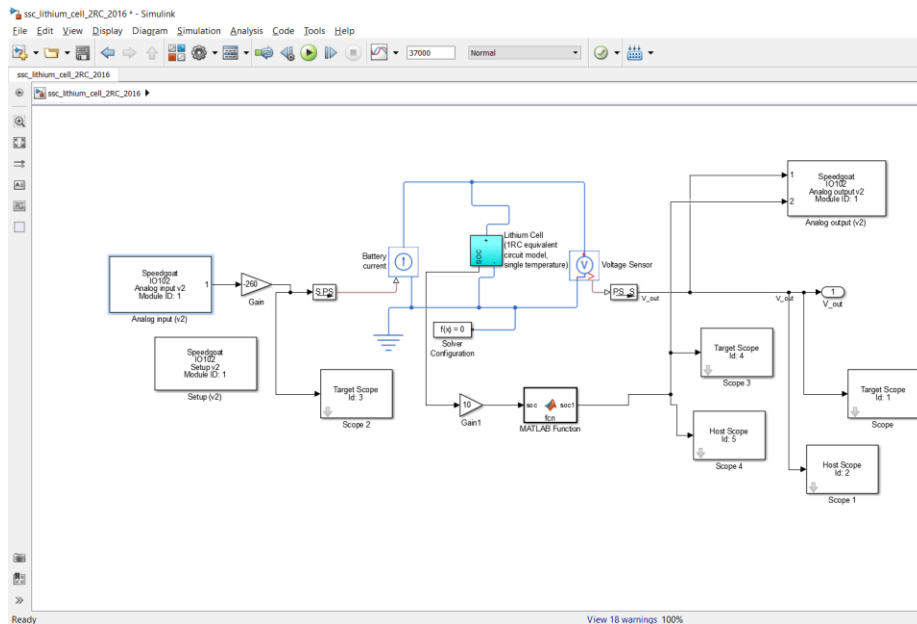 ssc_lithium_cell_2RC_2016 * - Simulink
File Edit View Display Diagram Simulation Analysis Code Tools Help
37000
Normal
ssc_lithium_cell_2RC_2016
ssc_lithium_cell_2RC_2016
Speedgoat
IO102
Analog input v2
Module ID: 1
1
Analog input (v2)
-260
Gain
S PS
Battery
current
SOC
+
-
Lithium Cell
(1RC equivalent
circuit model,
single temperature)
V
Voltage Sensor
PS S
V_out
V_out
1
V_out
1
2
Speedgoat
IO102
Analog output v2
Module ID: 1
Analog output (v2)
Speedgoat
IO102
Setup v2
Module ID: 1
Setup (v2)
Target Scope
Id: 3
Scope 2
f(x) = 0
Solver
Configuration
10
Gain1
soc
soc1
fcn
MATLAB Function
Target Scope
Id: 4
Scope 3
Host Scope
Id: 5
Scope 4
Target Scope
Id: 1
Scope
Host Scope
Id: 2
Scope 1
Ready
View 18 warnings 100%